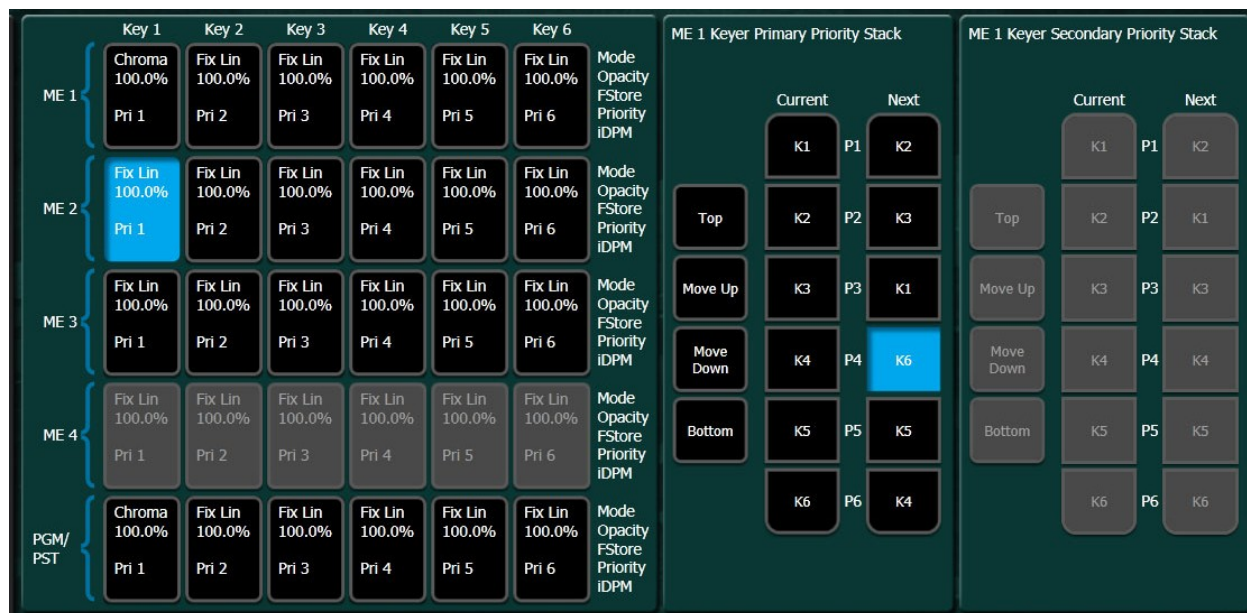 Key 1 Key 2 Key 3 Key 4 Key 5 Key 6
ME 1
Chroma Fix Lin Fix Lin Fix Lin Fix Lin Fix Lin Mode
100.0% 100.0% 100.0% 100.0% 100.0% 100.0% Opacity
FStore
Pri 1 Pri 2 Pri 3 Pri 4 Pri 5 Pri 6 Priority
iDPM
ME 2
Fix Lin Fix Lin Fix Lin Fix Lin Fix Lin Fix Lin Mode
100.0% 100.0% 100.0% 100.0% 100.0% 100.0% Opacity
FStore
Pri 1 Pri 2 Pri 3 Pri 4 Pri 5 Pri 6 Priority
iDPM
ME 3
Fix Lin Fix Lin Fix Lin Fix Lin Fix Lin Fix Lin Mode
100.0% 100.0% 100.0% 100.0% 100.0% 100.0% Opacity
FStore
Pri 1 Pri 2 Pri 3 Pri 4 Pri 5 Pri 6 Priority
iDPM
ME 4
Fix Lin Fix Lin Fix Lin Fix Lin Fix Lin Fix Lin Mode
100.0% 100.0% 100.0% 100.0% 100.0% 100.0% Opacity
FStore
Pri 1 Pri 2 Pri 3 Pri 4 Pri 5 Pri 6 Priority
iDPM
PGM/
PST
Chroma Fix Lin Fix Lin Fix Lin Fix Lin Fix Lin Mode
100.0% 100.0% 100.0% 100.0% 100.0% 100.0% Opacity
FStore
Pri 1 Pri 2 Pri 3 Pri 4 Pri 5 Pri 6 Priority
iDPM
ME 1 Keyer Primary Priority Stack
Current Next
K1 P1 K2
Top K2 P2 K3
Move Up K3 P3 K1
Move
Down K4 P4 K6
Bottom K5 P5 K5
K6 P6 K4
ME 1 Keyer Secondary Priority Stack
Current Next
K1 P1 K2
Top K2 P2 K1
Move Up K3 P3 K3
Move
Down K4 P4 K4
Bottom K5 P5 K5
K6 P6 K6